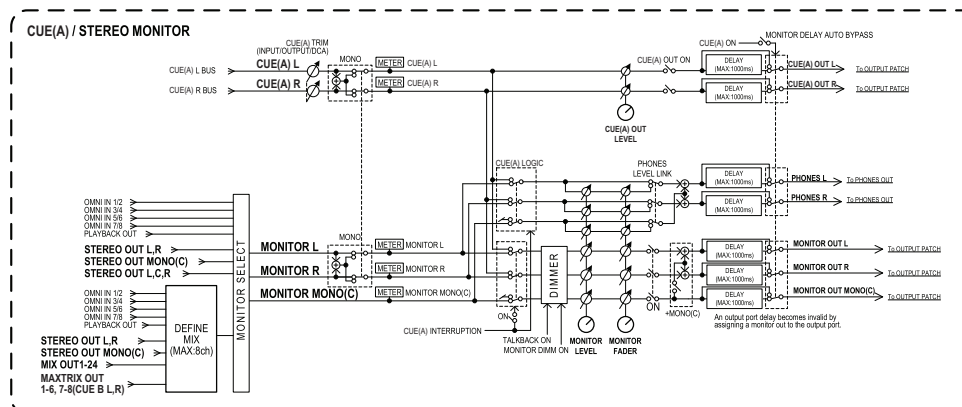 CUE(A) / STEREO MONITOR
CUE(A) TRIM
(INPUT/OUTPUT/DCA)
MONO
CUE(A) ON
MONITOR DELAY AUTO BYPASS
CUE(A) L BUS
CUE(A) L
METER CUE(A) L
CUE(A) OUT ON
DELAY
(MAX:1000ms)
CUE(A) OUT L
To OUTPUT PATCH
CUE(A) R BUS
CUE(A) R
METER CUE(A) R
DELAY
(MAX:1000ms)
CUE(A) OUT R
To OUTPUT PATCH
CUE(A) OUT
LEVEL
CUE(A) LOGIC
PHONES
LEVEL LINK
DELAY
(MAX:1000ms)
PHONES L
To PHONES OUT
DELAY
(MAX:1000ms)
PHONES R
To PHONES OUT
OMNI IN 1/2
OMNI IN 3/4
OMNI IN 5/6
OMNI IN 7/8
PLAYBACK OUT
STEREO OUT L,R
STEREO OUT MONO(C)
STEREO OUT L,C,R
MONITOR SELECT
MONO
MONITOR L
METER MONITOR L
MONITOR R
METER MONITOR R
MONITOR MONO(C)
METER MONITOR MONO(C)
DIMMER
DELAY
(MAX:1000ms)
MONITOR OUT L
To OUTPUT PATCH
DELAY
(MAX:1000ms)
MONITOR OUT R
To OUTPUT PATCH
DELAY
(MAX:1000ms)
MONITOR OUT MONO(C)
To OUTPUT PATCH
ON
ON
+MONO(C)
An output port delay becomes invalid by
assigning a monitor out to the output port.
CUE(A) INTERRUPTION
TALKBACK ON
MONITOR DIMM ON
MONITOR
LEVEL
MONITOR
FADER
OMNI IN 1/2
OMNI IN 3/4
OMNI IN 5/6
OMNI IN 7/8
PLAYBACK OUT
STEREO OUT L,R
STEREO OUT MONO(C)
MIX OUT1-24
MAXTRIX OUT
1-6, 7-8(CUE B L,R)
DEFINE
MIX
(MAX:8ch)